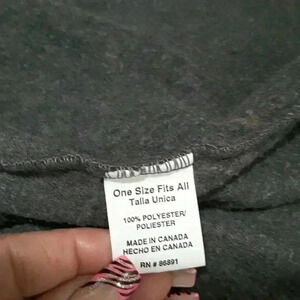 One Size Fits All
Talla Unica
100% POLYESTER/
POLIESTER
MADE IN CANADA
HECHO EN CANADA
RN # 86891